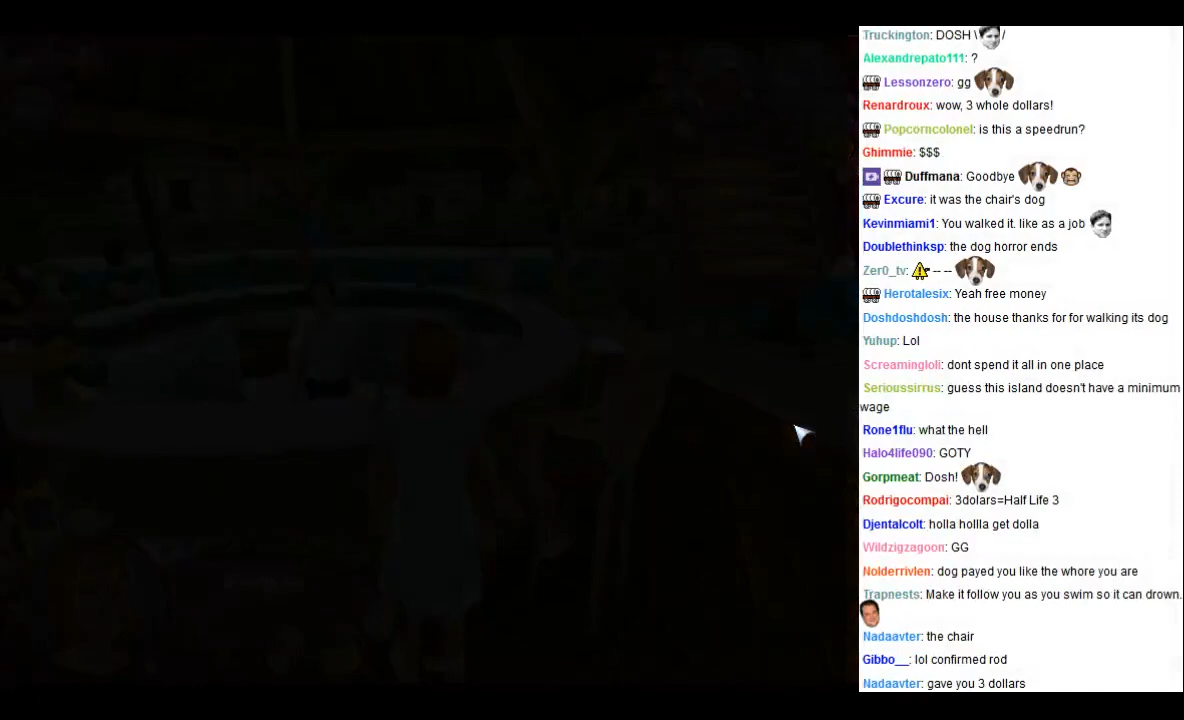 Truckington: DOSH \ /
Alexandrepato111: ?
Lessonzero: gg
Renardroux: wow, 3 whole dollars!
Popcorncolonel: is this a speedrun?
Ghimmie: $$$
Duffmana: Goodbye
Excure: it was the chair's dog
Kevinmiami1: You walked it. like as a job
Doublethinksp: the dog horror ends
Zer0_tv: -- --
Herotalesix: Yeah free money
Doshdoshdosh: the house thanks for for walking its dog
Yuhup: Lol
Screamingloli: dont spend it all in one place
Serioussirrus: guess this island doesn't have a minimum
wage
Rone1flu: what the hell
Halo4life090: GOTY
Gorpmeat: Dosh!
Rodrigocompai: 3dolars=Half Life 3
Djentalcolt: holla hollla get dolla
Wildzigzagoon: GG
Nolderrivlen: dog payed you like the whore you are
Trapnests: Make it follow you as you swim so it can drown.
Nadaavter: the chair
Gibbo__: lol confirmed rod
Nadaavter: gave you 3 dollars